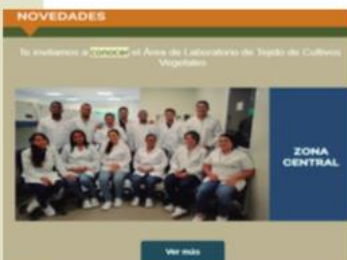 NOVEDADES
Te invitamos a conocer el Área de Laboratorio de Tejido de Cultivos
Vegetales
ZONA
CENTRAL
Ver más